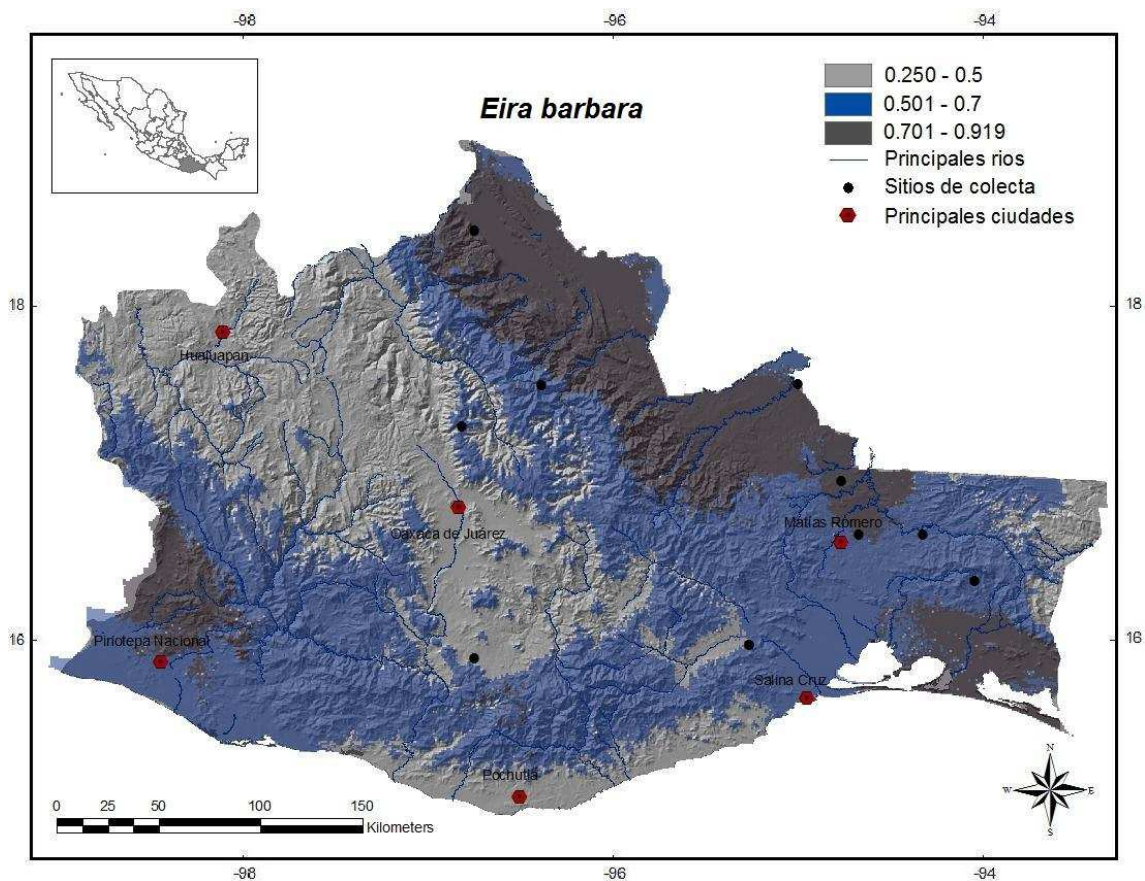 -98 -96 -94
Eira barbara
0.250 - 0.5
0.501 - 0.7
0.701 - 0.919
Principales rios
Sitios de colecta
Principales ciudades
18 18
Huajuapan
Oaxaca de Juárez
Matías Romero
16 16
Piñotepa Nacional
Salina Cruz
Pochutla
N
W E
S
0 25 50 100 150
Kilometers
-98 -96 -94